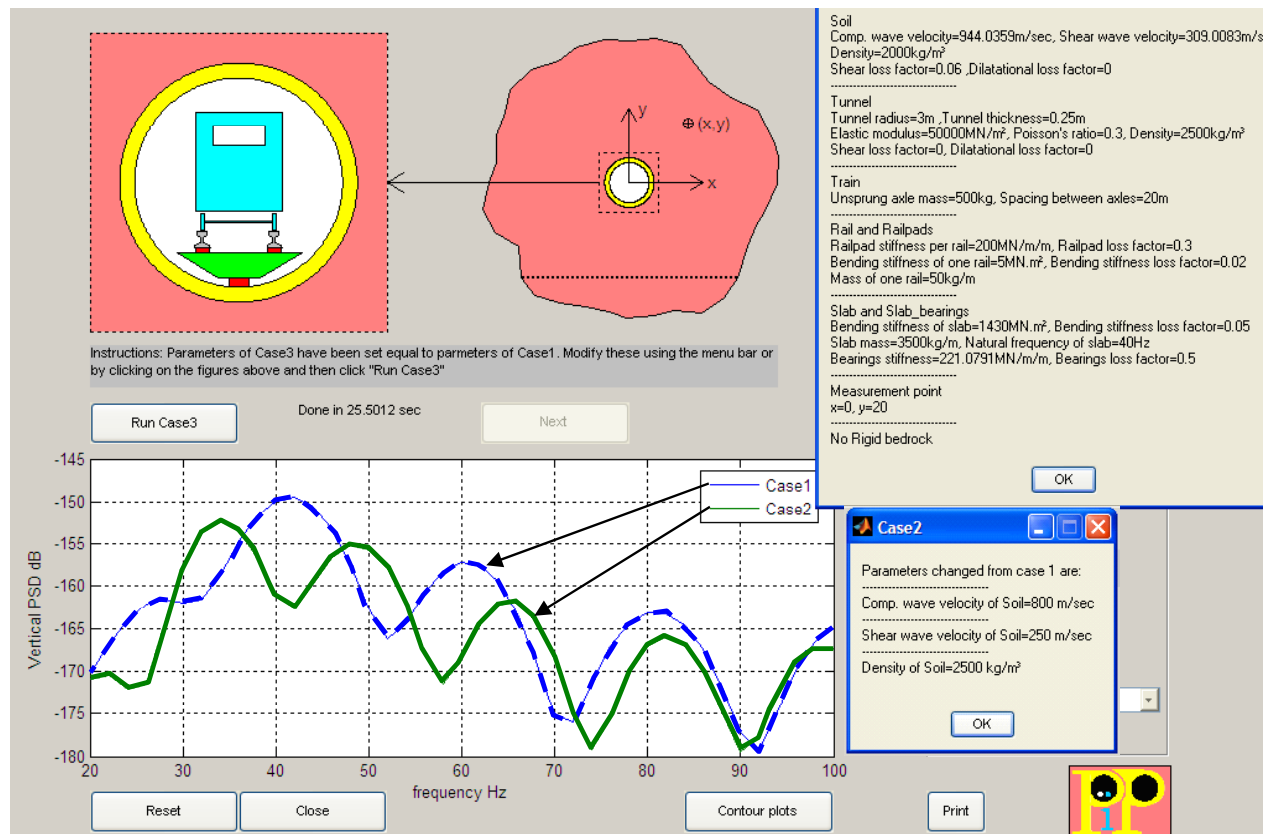 y
(x,y)
x
Instructions: Parameters of Case3 have been set equal to parmeters of Case1. Modify these using the menu bar or
by clicking on the figures above and then click "Run Case3"
Run Case3
Done in 25.5012 sec
Next
Soil
Comp. wave velocity=944.0359m/sec, Shear wave velocity=309.0083m/s
Density=2000kg/m³
Shear loss factor=0.06 ,Dilatational loss factor=0
--------------------------------
Tunnel
Tunnel radius=3m ,Tunnel thickness=0.25m
Elastic modulus=50000MN/m², Poisson's ratio=0.3, Density=2500kg/m³
Shear loss factor=0, Dilatational loss factor=0
--------------------------------
Train
Unsprung axle mass=500kg, Spacing between axles=20m
--------------------------------
Rail and Railpads
Railpad stiffness per rail=200MN/m/m, Railpad loss factor=0.3
Bending stiffness of one rail=5MN.m², Bending stiffness loss factor=0.02
Mass of one rail=50kg/m
--------------------------------
Slab and Slab_bearings
Bending stiffness of slab=1430MN.m², Bending stiffness loss factor=0.05
Slab mass=3500kg/m, Natural frequency of slab=40Hz
Bearings stiffness=221.0791MN/m/m, Bearings loss factor=0.5
--------------------------------
Measurement point
x=0, y=20
--------------------------------
No Rigid bedrock
OK
-145
-150
-155
-160
-165
-170
-175
-180
Vertical PSD dB
Case1
Case2
20 30 40 50 60 70 80 90 100
frequency Hz
Case2
Parameters changed from case 1 are:
--------------------------------
Comp. wave velocity of Soil=800 m/sec
--------------------------------
Shear wave velocity of Soil=250 m/sec
--------------------------------
Density of Soil=2500 kg/m³
OK
Reset
Close
Contour plots
Print
PiP